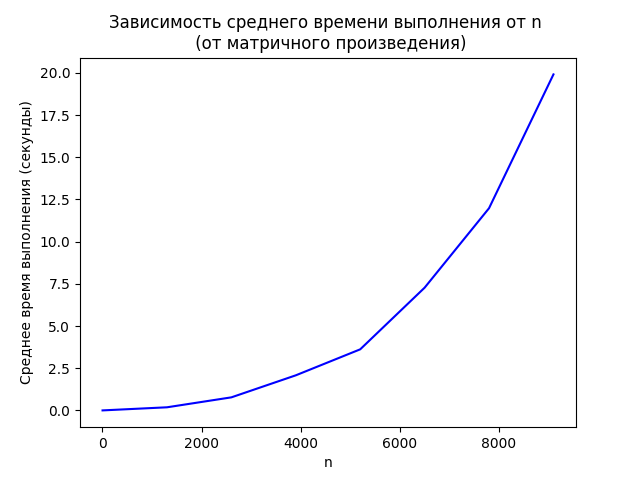 Зависимость среднего времени выполнения от n
(от матричного произведения)
Среднее время выполнения (секунды)
20.0
17.5
15.0
12.5
10.0
7.5
5.0
2.5
0.0
0 2000 4000 6000 8000
n